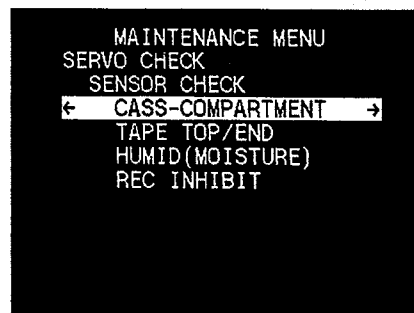 MAINTENANCE MENU
SERVO CHECK
SENSOR CHECK
← CASS-COMPARTMENT →
TAPE TOP/END
HUMID(MOISTURE)
REC INHIBIT